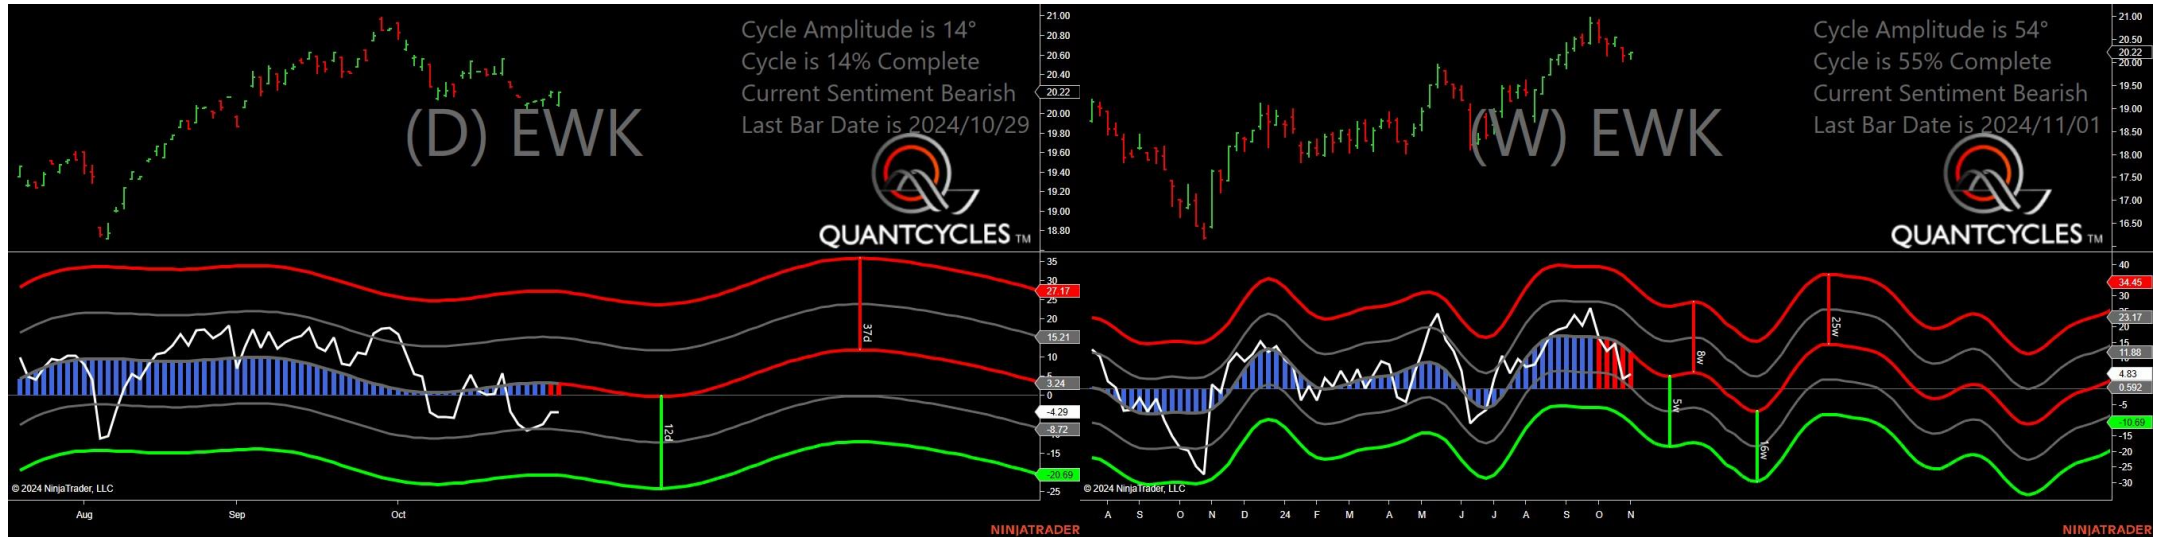 Cycle Amplitude is 14°
Cycle is 14% Complete
Current Sentiment Bearish
Last Bar Date is 2024/10/29
(D) EWK
QUANTCYCLES TM
21.00
20.80
20.60
20.40
20.22
20.00
19.80
19.60
19.40
19.20
19.00
18.80
35
30
27.17
25
20
15.21
10
3.24
0
-4.29
-8.72
-15
-20.69
-25
37d
12d
© 2024 NinjaTrader, LLC
Aug Sep Oct
NINJATRADER
Cycle Amplitude is 54°
Cycle is 55% Complete
Current Sentiment Bearish
Last Bar Date is 2024/11/01
(W) EWK
QUANTCYCLES TM
21.00
20.50
20.22
20.00
19.50
19.00
18.50
18.00
17.50
17.00
16.50
40
34.45
30
23.17
20
15
11.88
4.83
0.592
-5
-10.69
-15
-20
-25
-30
8w
5w
16w
25w
© 2024 NinjaTrader, LLC
A S O N D 24 F M A M J J A S O N
NINJATRADER